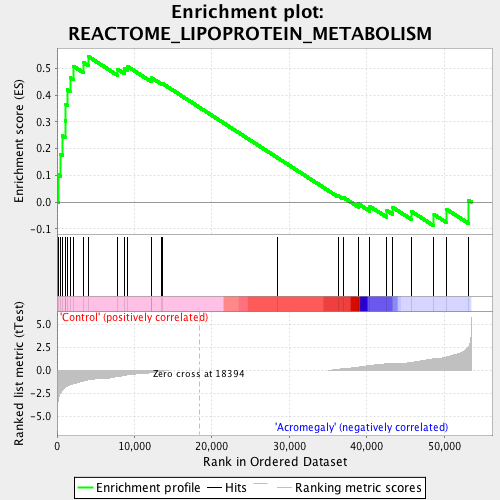 Enrichment plot:
REACTOME_LIPOPROTEIN_METABOLISM
Enrichment score (ES)
0.5
0.4
0.3
0.2
0.1
0.0
-0.1
Ranked list metric (tTest)
'Control' (positively correlated)
5.0
2.5
0.0
-2.5
-5.0
Zero cross at 18394
'Acromegaly' (negatively correlated)
0
10,000
20,000
30,000
40,000
50,000
Rank in Ordered Dataset
Enrichment profile
Hits
Ranking metric scores